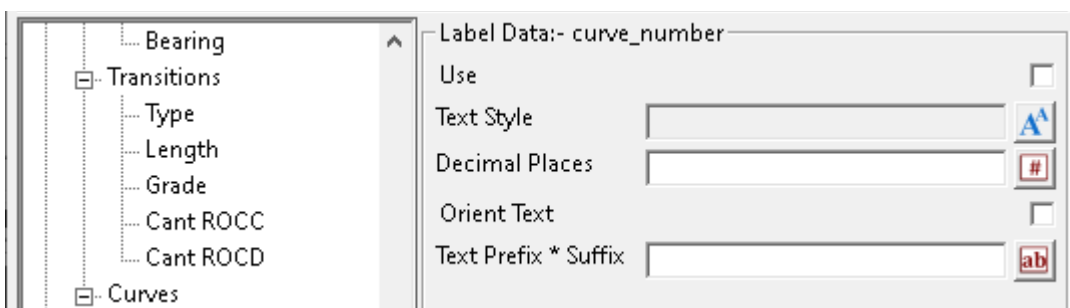 Bearing
Transitions
Type
Length
Grade
Cant ROCC
Cant ROCD
Curves
Label Data:- curve_number
Use
Text Style
A A
Decimal Places
#
Orient Text
Text Prefix * Suffix
ab